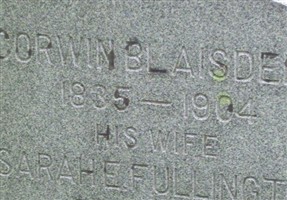 CORWIN BLAISDE
1835 — 1904
HIS WIFE
SARAH E. FULLINGT